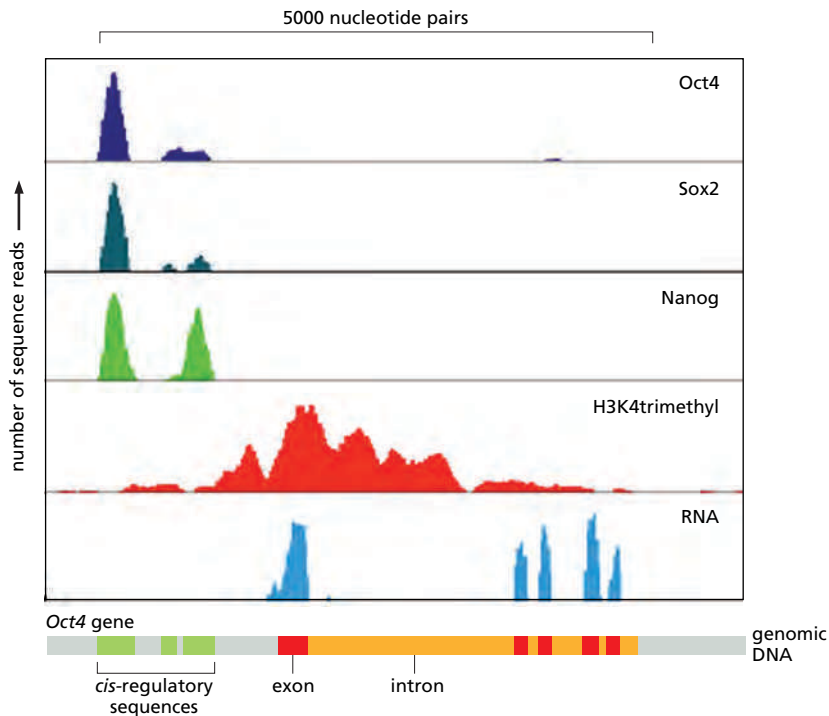 5000 nucleotide pairs
Oct4
Sox2
Nanog
H3K4trimethyl
RNA
number of sequence reads
Oct4 gene
genomic
DNA
cis-regulatory
sequences
exon
intron